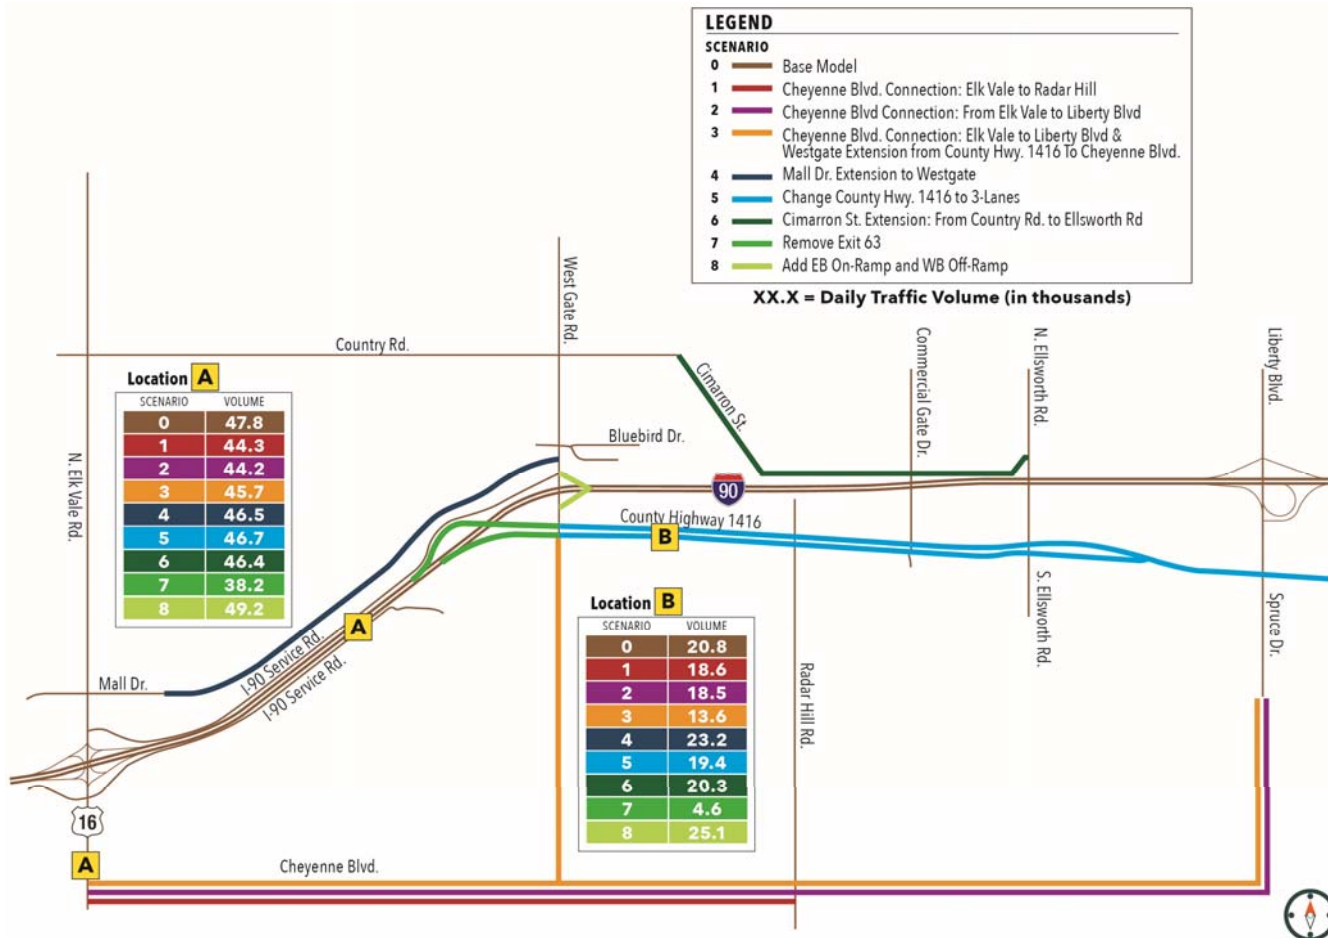 LEGEND
SCENARIO
0 Base Model
1 Cheyenne Blvd. Connection: Elk Vale to Radar Hill
2 Cheyenne Blvd Connection: From Elk Vale to Liberty Blvd
3 Cheyenne Blvd. Connection: Elk Vale to Liberty Blvd &
Westgate Extension from County Hwy. 1416 To Cheyenne Blvd.
4 Mall Dr. Extension to Westgate
5 Change County Hwy. 1416 to 3-Lanes
6 Cimarron St. Extension: From Country Rd. to Ellsworth Rd
7 Remove Exit 63
8 Add EB On-Ramp and WB Off-Ramp
XX.X = Daily Traffic Volume (in thousands)
West Gate Rd.
Country Rd.
Cimarron St.
Commercial Gate Dr.
N. Ellsworth Rd.
Liberty Blvd.
Location A
SCENARIO VOLUME
0 47.8
1 44.3
2 44.2
3 45.7
4 46.5
5 46.7
6 46.4
7 38.2
8 49.2
N. Elk Vale Rd.
Bluebird Dr.
90
County Highway 1416
B
A
I-90 Service Rd.
I-90 Service Rd.
Mall Dr.
Location B
SCENARIO VOLUME
0 20.8
1 18.6
2 18.5
3 13.6
4 23.2
5 19.4
6 20.3
7 4.6
8 25.1
Radar Hill Rd.
S. Ellsworth Rd.
Spruce Dr.
16
A
Cheyenne Blvd.